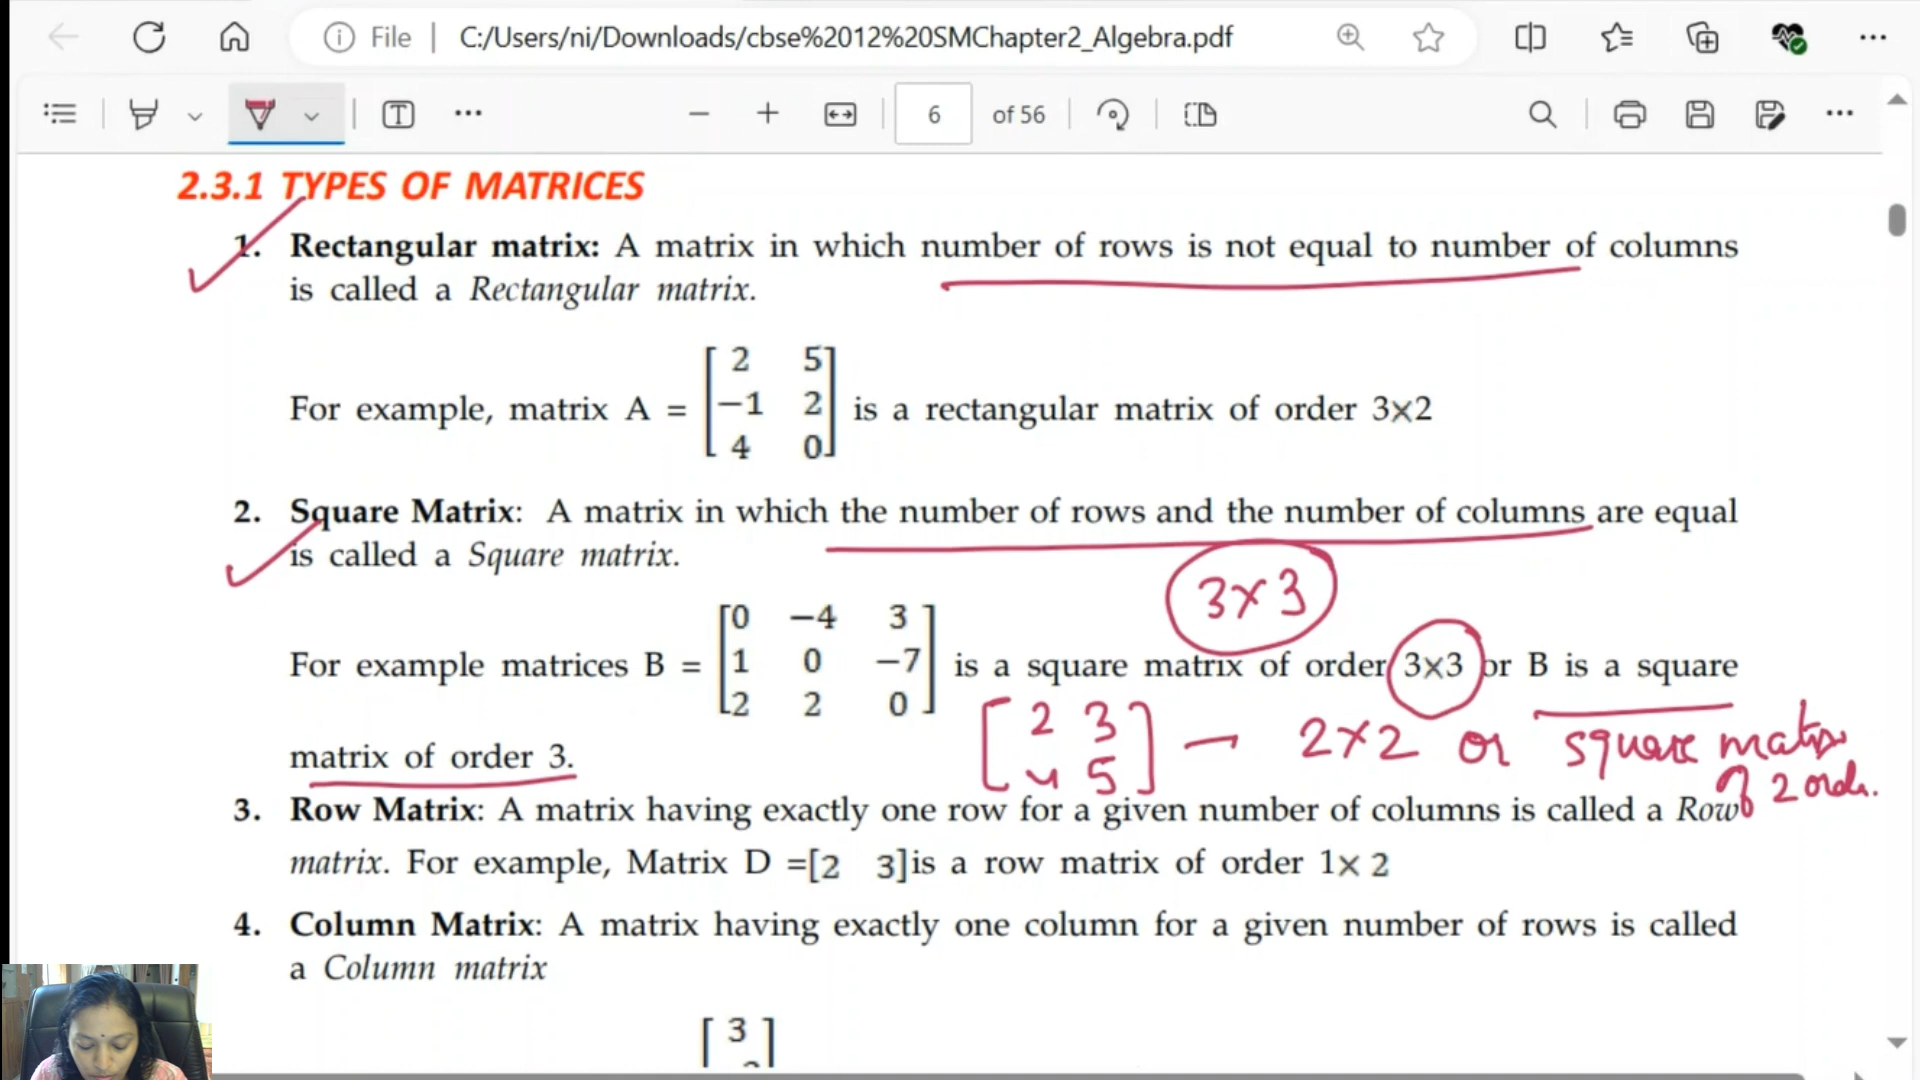 File | C:/Users/ni/Downloads/cbse%2012%20SMChapter2_Algebra.pdf
6 of 56
2.3.1 TYPES OF MATRICES
1. Rectangular matrix: A matrix in which number of rows is not equal to number of columns
is called a Rectangular matrix.
2 5
For example, matrix A = −1 2 is a rectangular matrix of order 3×2
4 0
2. Square Matrix: A matrix in which the number of rows and the number of columns are equal
is called a Square matrix.
3×3
0 −4 3
For example matrices B = 1 0 −7 is a square matrix of order 3×3 or B is a square
2 2 0
2 3
4 5 — 2×2 or square matrix
of 2 order.
matrix of order 3.
3. Row Matrix: A matrix having exactly one row for a given number of columns is called a Row
matrix. For example, Matrix D =[2 3]is a row matrix of order 1× 2
4. Column Matrix: A matrix having exactly one column for a given number of rows is called
a Column matrix
3